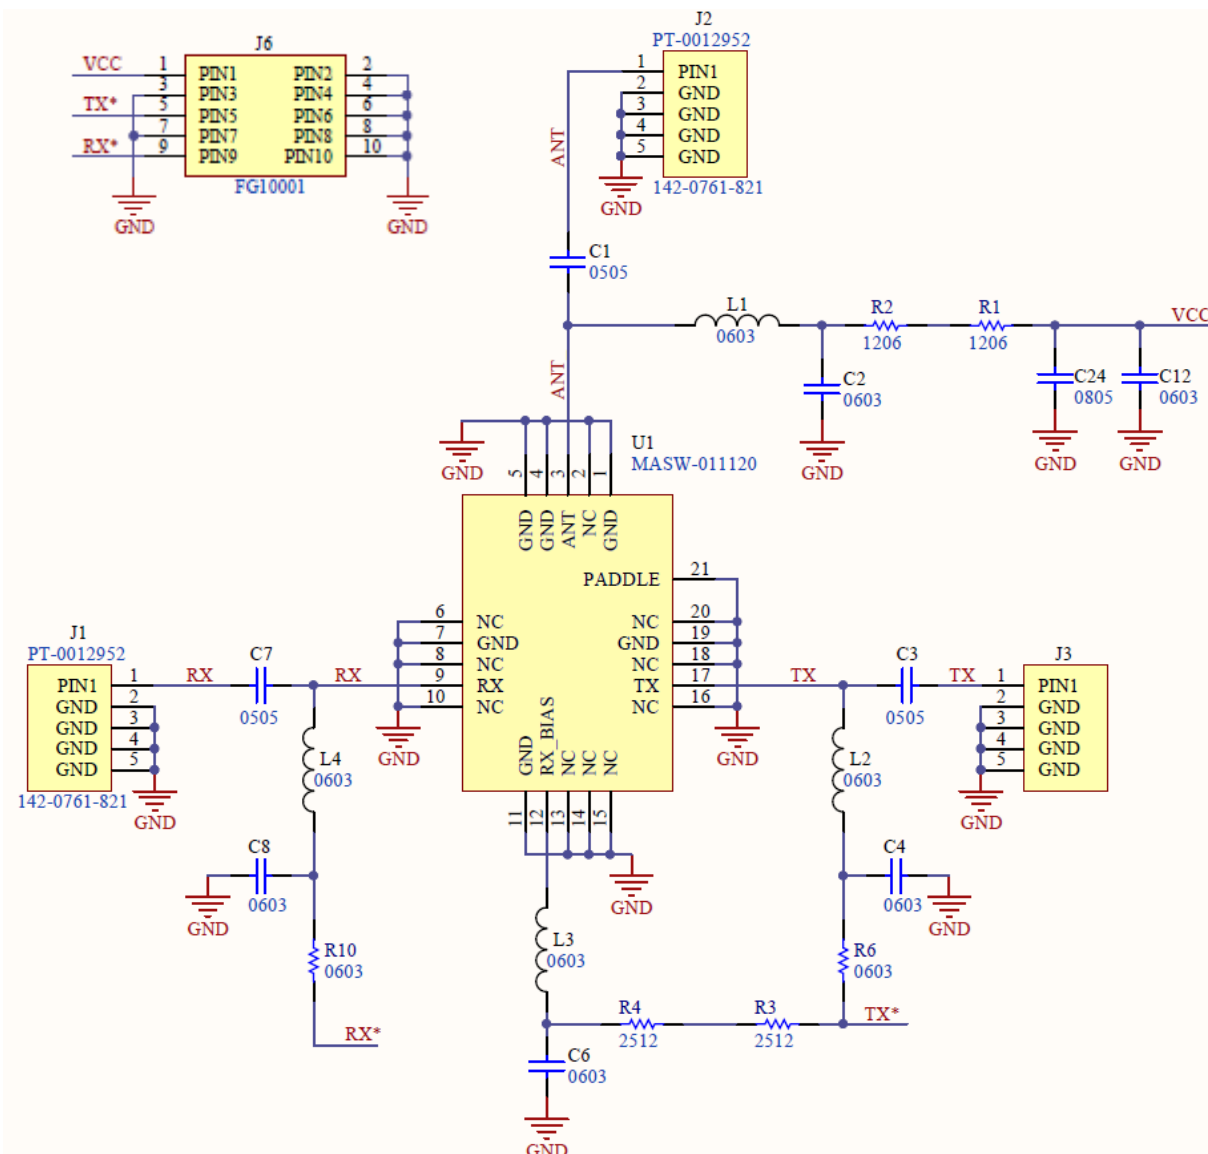 J6
VCC 1 PIN1 PIN2 2
3 PIN3 PIN4 4
TX* 5 PIN5 PIN6 6
7 PIN7 PIN8 8
RX* 9 PIN9 PIN10 10
FG10001
GND
GND
J2
PT-0012952
1 PIN1
2 GND
3 GND
4 GND
5 GND
142-0761-821
GND
ANT
C1
0505
L1
0603
R2
1206
R1
1206
VCC
C2
0603
C24
0805
C12
0603
GND
GND
GND
ANT
GND
U1
MASW-011120
5 4 3 2 1
GND GND ANT NC GND
PADDLE 21
6 NC
7 GND
8 NC
9 RX
10 NC
NC 20
GND 19
NC 18
TX 17
NC 16
GND RX_BIAS NC NC NC
11 12 13 14 15
GND
GND
GND
J1
PT-0012952
PIN1 1
GND 2
GND 3
GND 4
GND 5
142-0761-821
GND
RX
C7
0505
RX
L4
0603
C8
0603
GND
R10
0603
RX*
L3
0603
C6
0603
GND
R4
2512
R3
2512
TX*
TX
C3
0505
TX
J3
1 PIN1
2 GND
3 GND
4 GND
5 GND
GND
L2
0603
C4
0603
GND
R6
0603